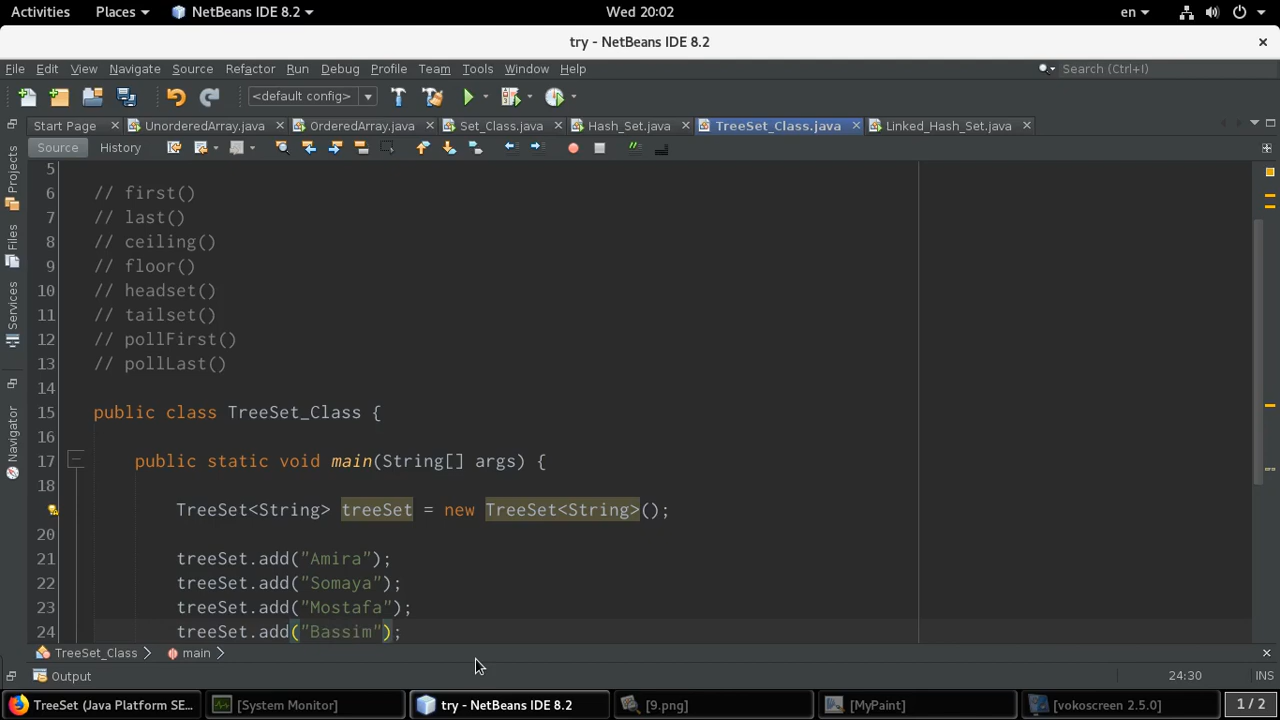 Activities Places NetBeans IDE 8.2 Wed 20:02 en
try - NetBeans IDE 8.2
File Edit View Navigate Source Refactor Run Debug Profile Team Tools Window Help Search (Ctrl+I)
<default config>
Start Page UnorderedArray.java OrderedArray.java Set_Class.java Hash_Set.java TreeSet_Class.java Linked_Hash_Set.java
Source History
Projects
Files
Services
Navigator
5
6 // first()
7 // last()
8 // ceiling()
9 // floor()
10 // headset()
11 // tailset()
12 // pollFirst()
13 // pollLast()
14
15 public class TreeSet_Class {
16
17 public static void main(String[] args) {
18
TreeSet<String> treeSet = new TreeSet<String>();
20
21 treeSet.add("Amira");
22 treeSet.add("Somaya");
23 treeSet.add("Mostafa");
24 treeSet.add("Bassim");
TreeSet_Class main
Output 24:30 INS
TreeSet (Java Platform SE... [System Monitor] try - NetBeans IDE 8.2 [9.png] [MyPaint] [vokoscreen 2.5.0] 1 / 2